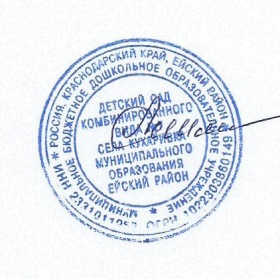 * РОССИЯ, КРАСНОДАРСКИЙ КРАЙ, ЕЙСКИЙ РАЙОН *
МУНИЦИПАЛЬНОЕ БЮДЖЕТНОЕ ДОШКОЛЬНОЕ ОБРАЗОВАТЕЛЬНОЕ УЧРЕЖДЕНИЕ
ДЕТСКИЙ САД
КОМБИНИРОВАННОГО
ВИДА
СЕЛА КУХАРИВКА
МУНИЦИПАЛЬНОГО
ОБРАЗОВАНИЯ
ЕЙСКИЙ РАЙОН
ИНН ОГРН 1022303860149